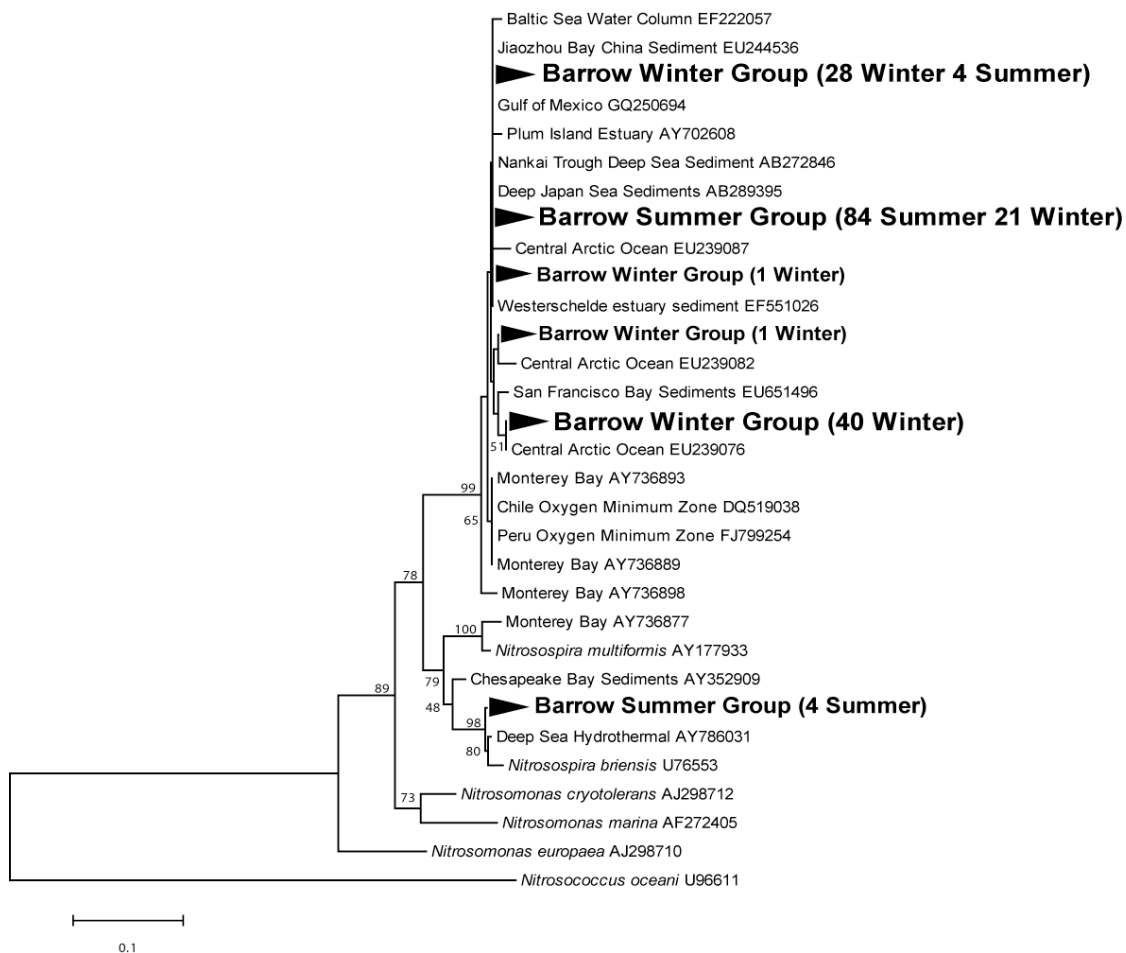 Baltic Sea Water Column EF222057
Jiaozhou Bay China Sediment EU244536
Barrow Winter Group (28 Winter 4 Summer)
Gulf of Mexico GQ250694
Plum Island Estuary AY702608
Nankai Trough Deep Sea Sediment AB272846
Deep Japan Sea Sediments AB289395
Barrow Summer Group (84 Summer 21 Winter)
Central Arctic Ocean EU239087
Barrow Winter Group (1 Winter)
Westerschelde estuary sediment EF551026
Barrow Winter Group (1 Winter)
Central Arctic Ocean EU239082
San Francisco Bay Sediments EU651496
Barrow Winter Group (40 Winter)
51
Central Arctic Ocean EU239076
Monterey Bay AY736893
99
Chile Oxygen Minimum Zone DQ519038
65
Peru Oxygen Minimum Zone FJ799254
Monterey Bay AY736889
78
Monterey Bay AY736898
Monterey Bay AY736877
100
Nitrosospira multiformis AY177933
79
Chesapeake Bay Sediments AY352909
89
48
Barrow Summer Group (4 Summer)
98
Deep Sea Hydrothermal AY786031
80
Nitrosospira briensis U76553
73
Nitrosomonas cryotolerans AJ298712
Nitrosomonas marina AF272405
Nitrosomonas europaea AJ298710
Nitrosococcus oceani U96611
0.1